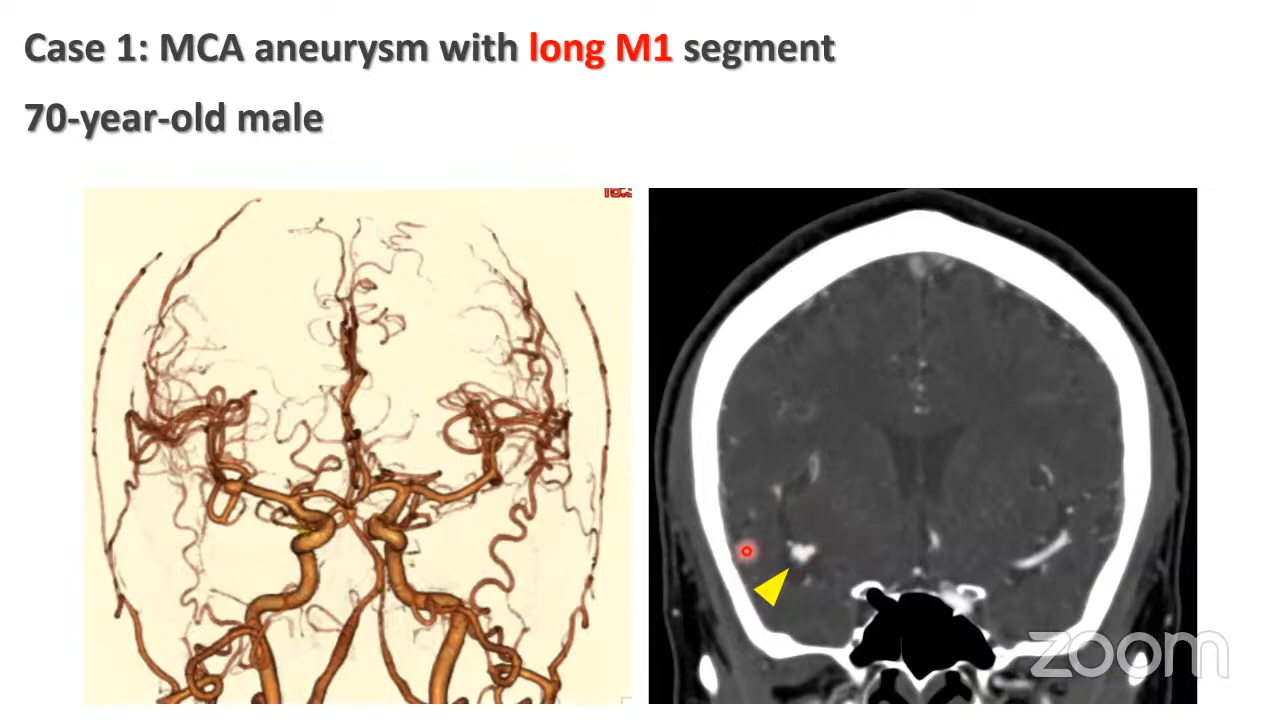 Case 1: MCA aneurysm with long M1 segment
70-year-old male
zoom